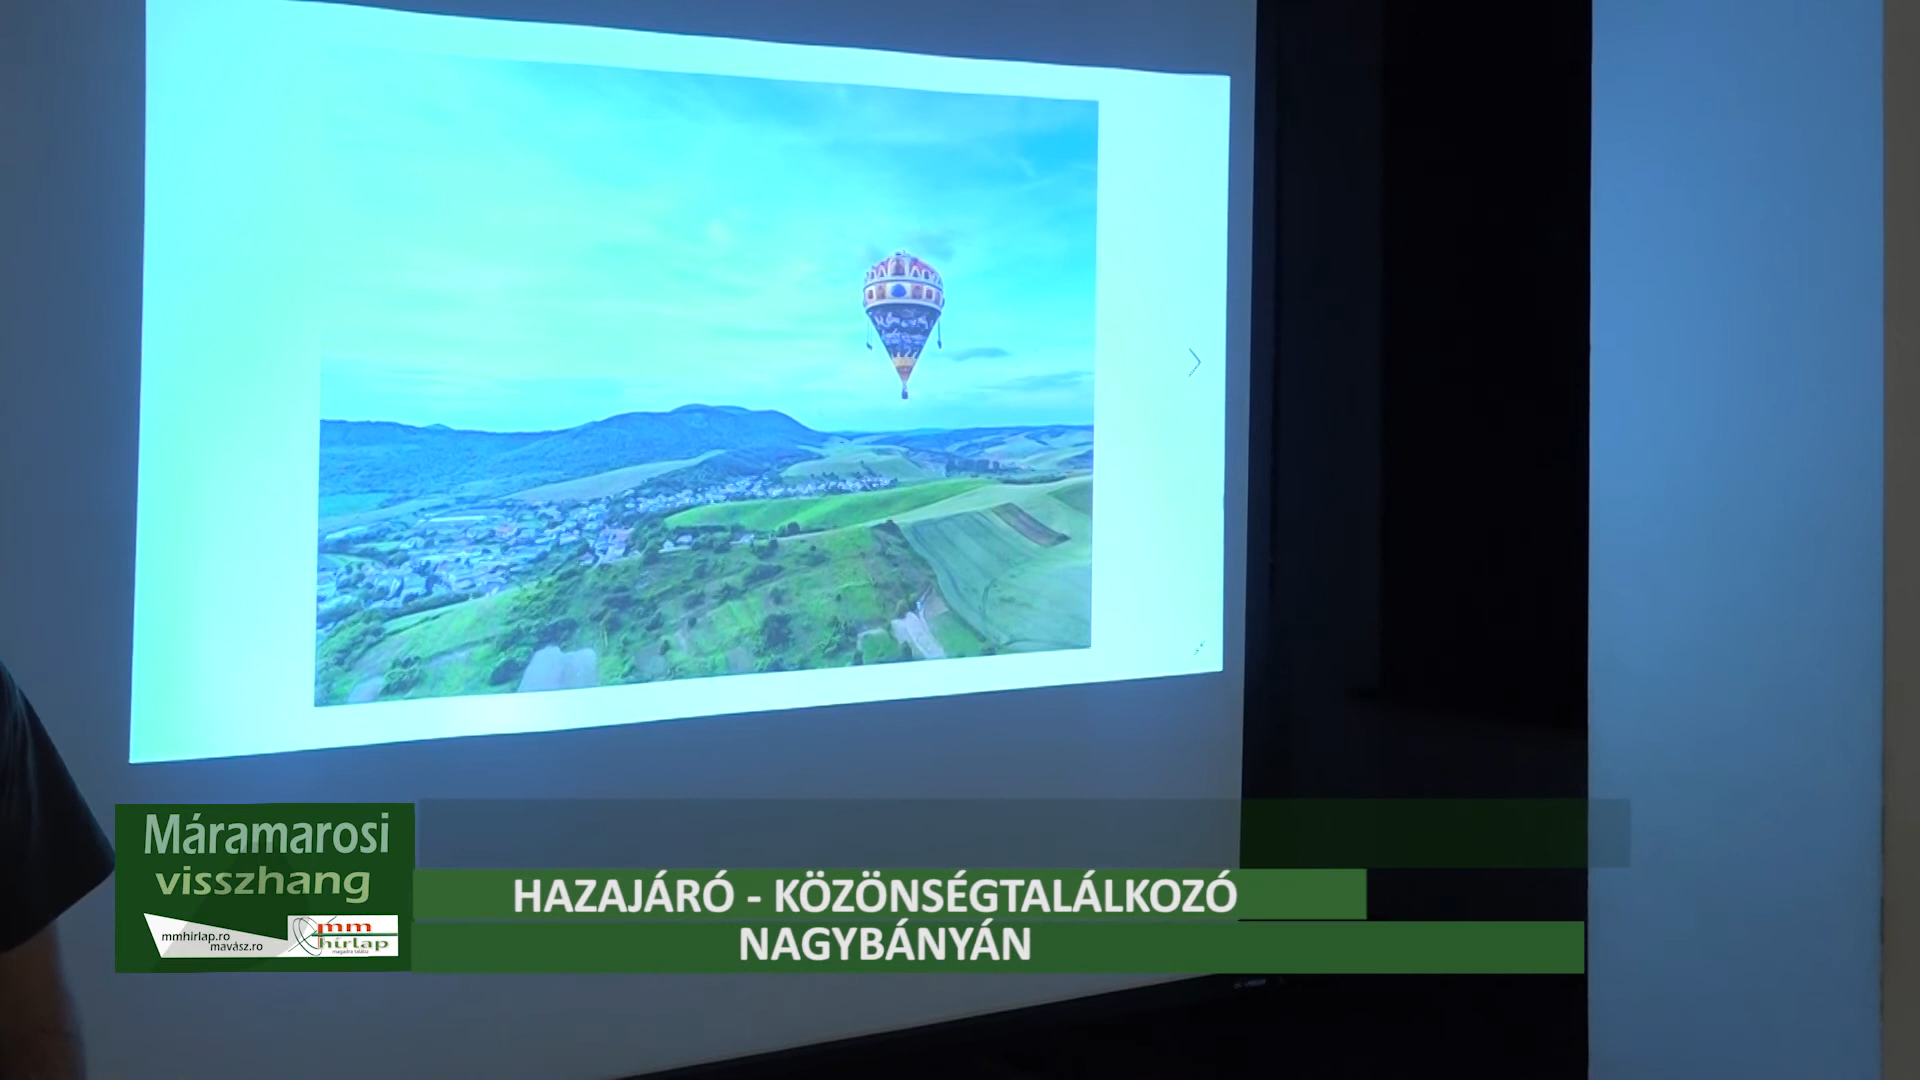 Máramarosi
visszhang
mmhirlap.ro
mavász.ro
mm
hírlap
HAZAJÁRÓ - KÖZÖNSÉGTALÁLKOZÓ
NAGYBÁNYÁN